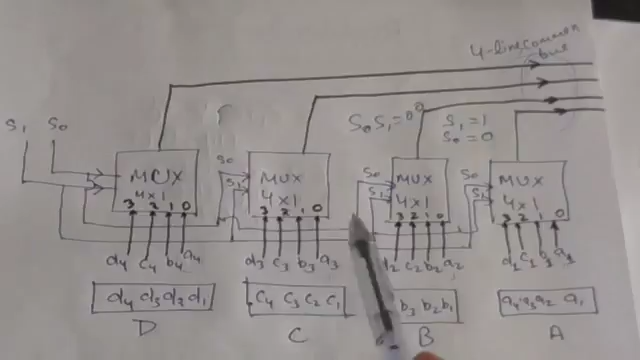 4-line common
bus
S1 S0
S0S1=00
S1=1
S0=0
MUX
4x1
3 2 1 0
S0
S1
MUX
4x1
3 2 1 0
S0
S1
MUX
4x1
3 2 1 0
S0
S1
MUX
4x1
3 2 1 0
d4 c4 b4 a4
d3 c3 b3 a3
d2 c2 b2 a2
d1 c1 b1 a1
d4 d3 d2 d1
c4 c3 c2 c1
b3 b2 b1
a4 a3 a2 a1
D
C
B
A